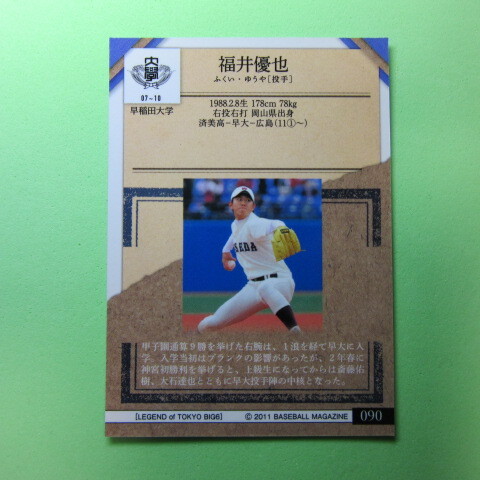 大學
07~10
早稲田大学
福井優也
ふくい・ゆうや[投手]
1988.2.8生 178cm 78kg
右投右打 岡山県出身
済美高-早大-広島(11①~)
EDA
甲子園通算9勝を挙げた右腕は、1浪を経て早大に入
学。入学当初はブランクの影響があったが、2年春に
神宮初勝利を挙げると、上級生になってからは斎藤佑
樹、大石達也とともに早大投手陣の中核となった。
[LEGEND of TOKYO BIG6]
© 2011 BASEBALL MAGAZINE
090